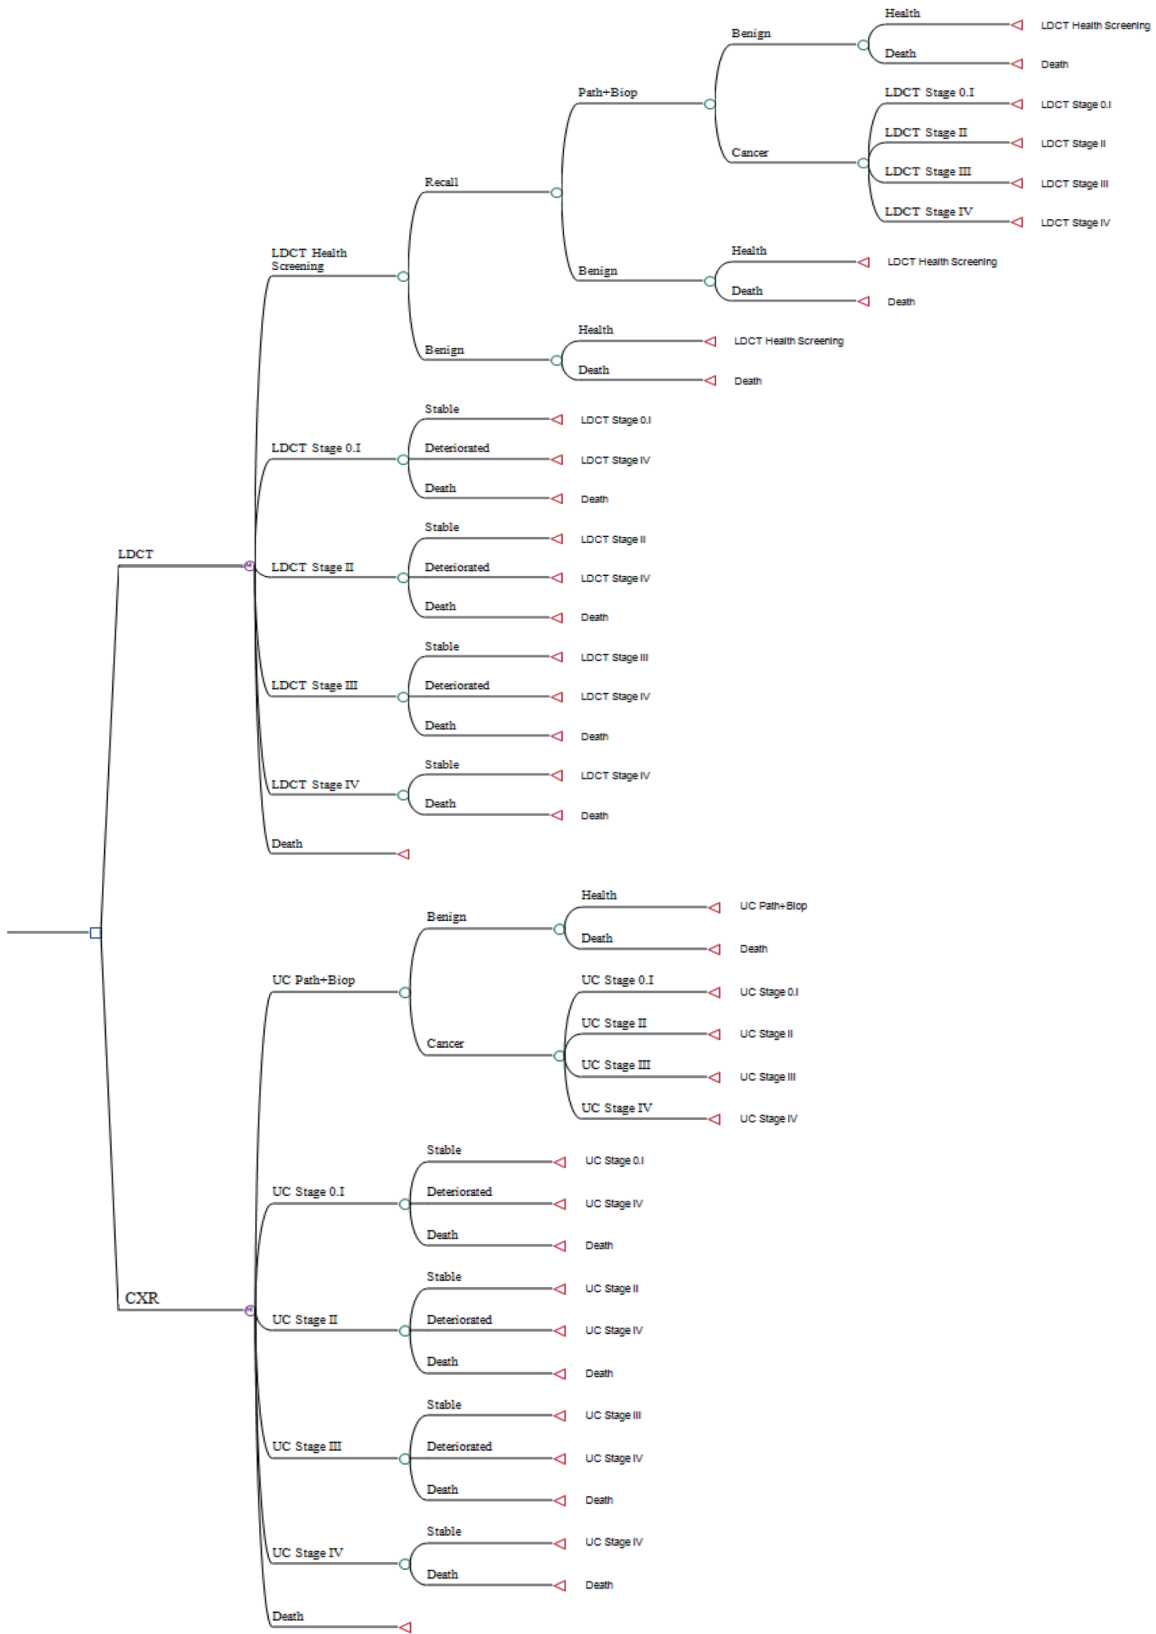 Health
LDCT Health Screening
Benign
Death
Death
Path+Biop
LDCT Stage 0.I
LDCT Stage 0.I
LDCT Stage II
LDCT Stage II
Cancer
LDCT Stage III
LDCT Stage III
Recall
LDCT Stage IV
LDCT Stage IV
Health
LDCT Health Screening
Benign
Death
Death
LDCT Health
Screening
Health
LDCT Health Screening
Benign
Death
Death
Stable
LDCT Stage 0.I
LDCT Stage 0.I
Deteriorated
LDCT Stage IV
Death
Death
Stable
LDCT Stage II
LDCT
LDCT Stage II
Deteriorated
LDCT Stage IV
Death
Death
Stable
LDCT Stage III
LDCT Stage III
Deteriorated
LDCT Stage IV
Death
Death
Stable
LDCT Stage IV
LDCT Stage IV
Death
Death
Death
Health
UC Path+Biop
Benign
Death
Death
UC Path+Biop
UC Stage 0.I
UC Stage 0.I
UC Stage II
UC Stage II
Cancer
UC Stage III
UC Stage III
UC Stage IV
UC Stage IV
Stable
UC Stage 0.I
UC Stage 0.I
Deteriorated
UC Stage IV
Death
Death
CXR
Stable
UC Stage II
UC Stage II
Deteriorated
UC Stage IV
Death
Death
Stable
UC Stage III
UC Stage III
Deteriorated
UC Stage IV
Death
Death
Stable
UC Stage IV
UC Stage IV
Death
Death
Death